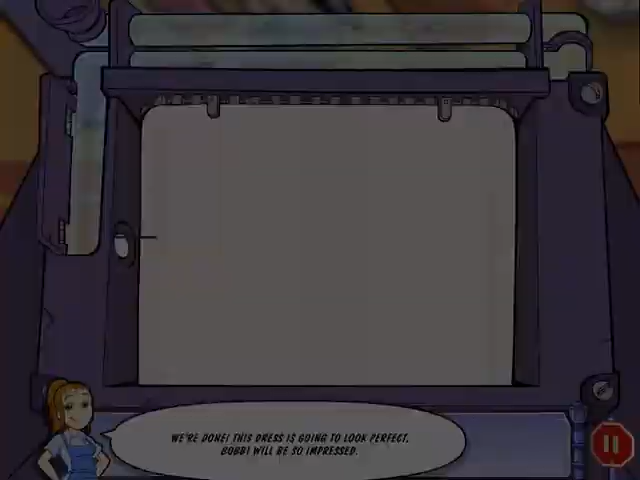 WE'RE DONE! THIS DRESS IS GOING TO LOOK PERFECT.
BOBBI WILL BE SO IMPRESSED.